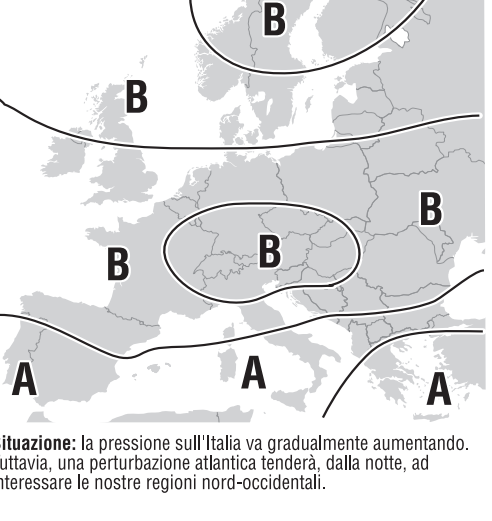 B
B
B
B
B
A
A
A
ituazione: la pressione sull'Italia va gradualmente aumentando.
uttavia, una perturbazione atlantica tenderà, dalla notte, ad
nteressare le nostre regioni nord-occidentali.